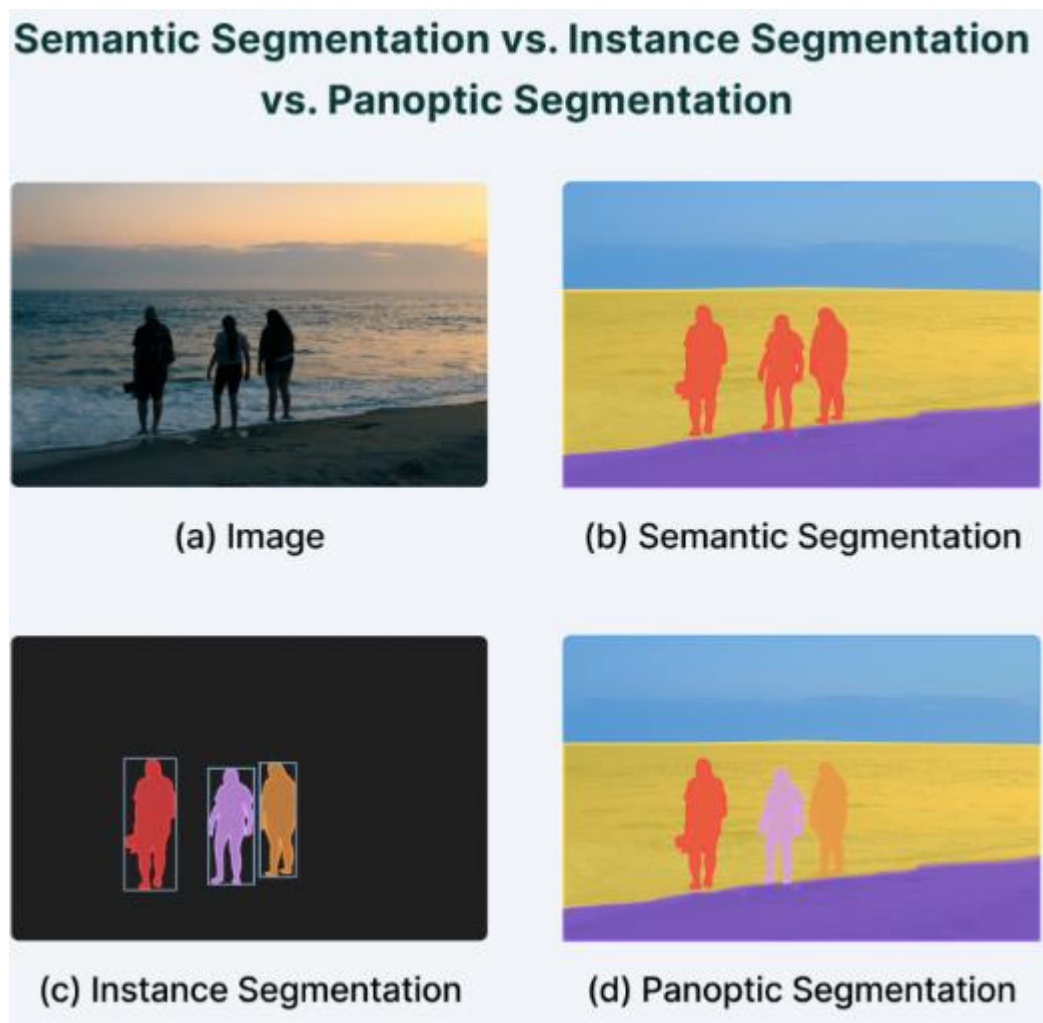 Semantic Segmentation vs. Instance Segmentation
vs. Panoptic Segmentation
(a) Image
(b) Semantic Segmentation
(c) Instance Segmentation
(d) Panoptic Segmentation